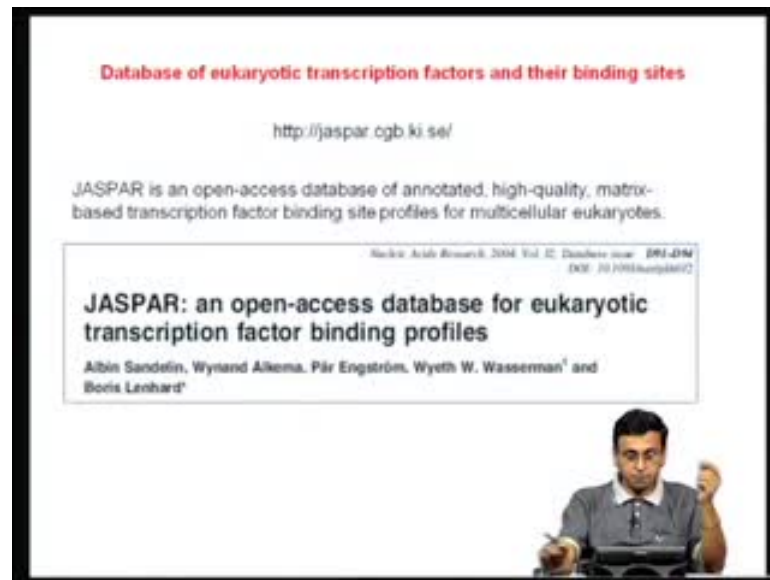 Database of eukaryotic transcription factors and their binding sites
http://jaspar.cgb.ki.se/
JASPAR is an open-access database of annotated, high-quality, matrix-
based transcription factor binding site profiles for multicellular eukaryotes.
Nucleic Acids Research, 2004, Vol. 32, Database issue D91-D94
DOI:
JASPAR: an open-access database for eukaryotic
transcription factor binding profiles
Albin Sandelin, Wynand Alkema, Pär Engström, Wyeth W. Wasserman and
Boris Lenhard*